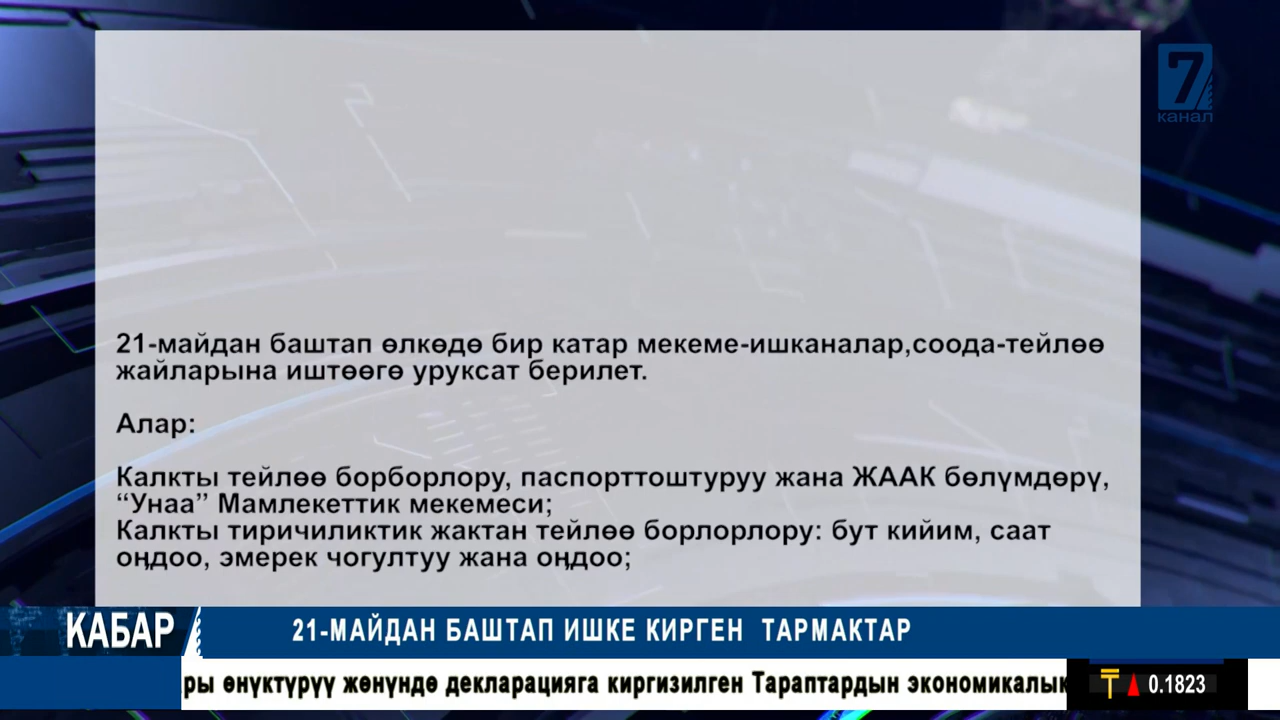 7
канал
21-майдан баштап өлкөдө бир катар мекеме-ишканалар,соода-тейлөө
жайларына иштөөгө уруксат берилет.
Алар:
Калкты тейлөө борборлору, паспорттоштуруу жана ЖААК бөлүмдөрү,
“Унаа” Мамлекеттик мекемеси;
Калкты тиричиликтик жактан тейлөө борлорлору: бут кийим, саат
оңдоо, эмерек чогултуу жана оңдоо;
КАБАР
21-МАЙДАН БАШТАП ИШКЕ КИРГЕН ТАРМАКТАР
ры өнүктүрүү жөнүндө декларацияга киргизилген Тараптардын экономикалык
₸ ▲ 0.1823